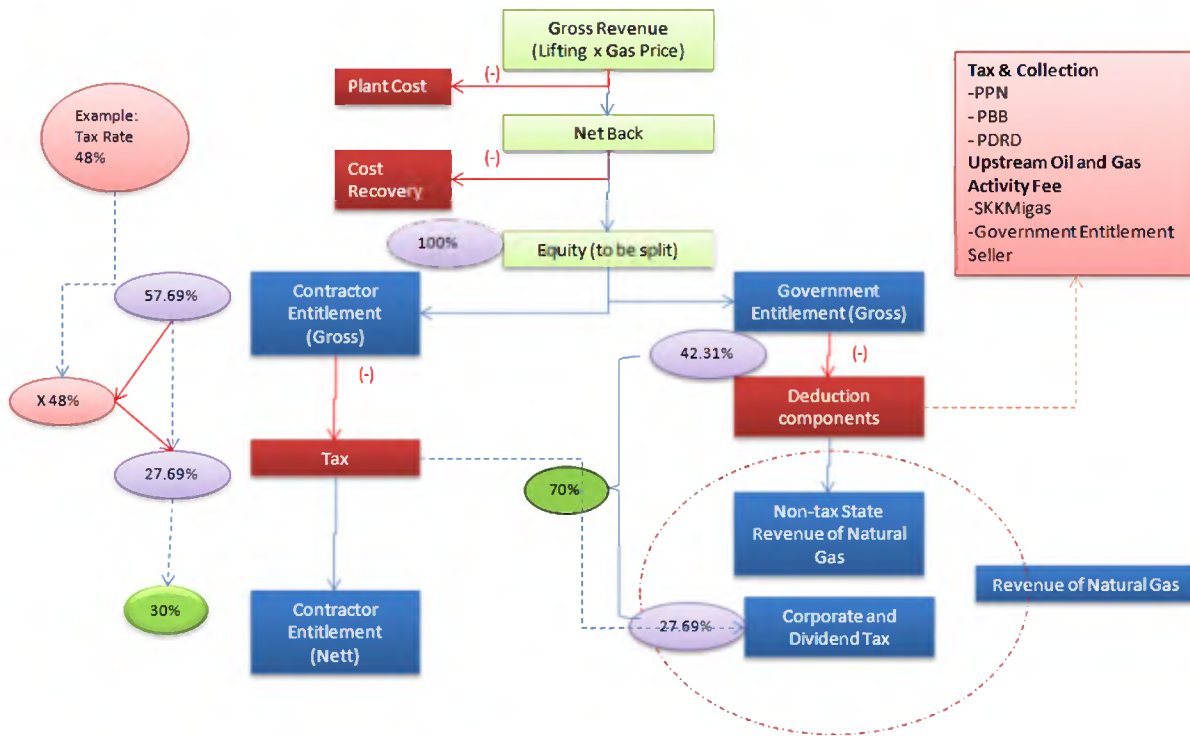 Gross Revenue
(Lifting x Gas Price)
(-)
Plant Cost
Net Back
(-)
Cost
Recovery
100%
Equity (to be split)
Example:
Tax Rate
48%
57.69%
X 48%
27.69%
30%
Contractor
Entitlement
(Gross)
(-)
Tax
Contractor
Entitlement
(Nett)
Government
Entitlement (Gross)
42.31%
(-)
Deduction
components
70%
Non-tax State
Revenue of Natural
Gas
27.69%
Corporate and
Dividend Tax
Revenue of Natural Gas
Tax & Collection
-PPN
-PBB
-PDRD
Upstream Oil and Gas
Activity Fee
-SKKMigas
-Government Entitlement
Seller